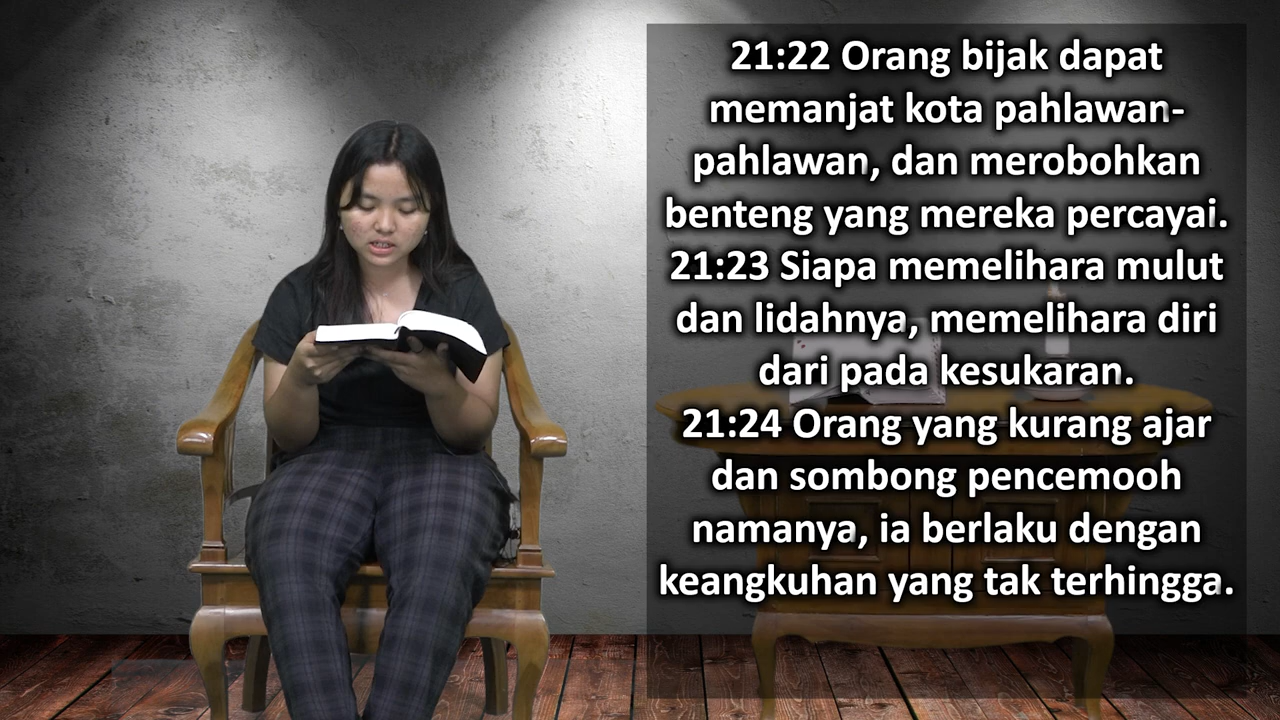 21:22 Orang bijak dapat
memanjat kota pahlawan-
pahlawan, dan merobohkan
benteng yang mereka percayai.
21:23 Siapa memelihara mulut
dan lidahnya, memelihara diri
dari pada kesukaran.
21:24 Orang yang kurang ajar
dan sombong pencemooh
namanya, ia berlaku dengan
keangkuhan yang tak terhingga.